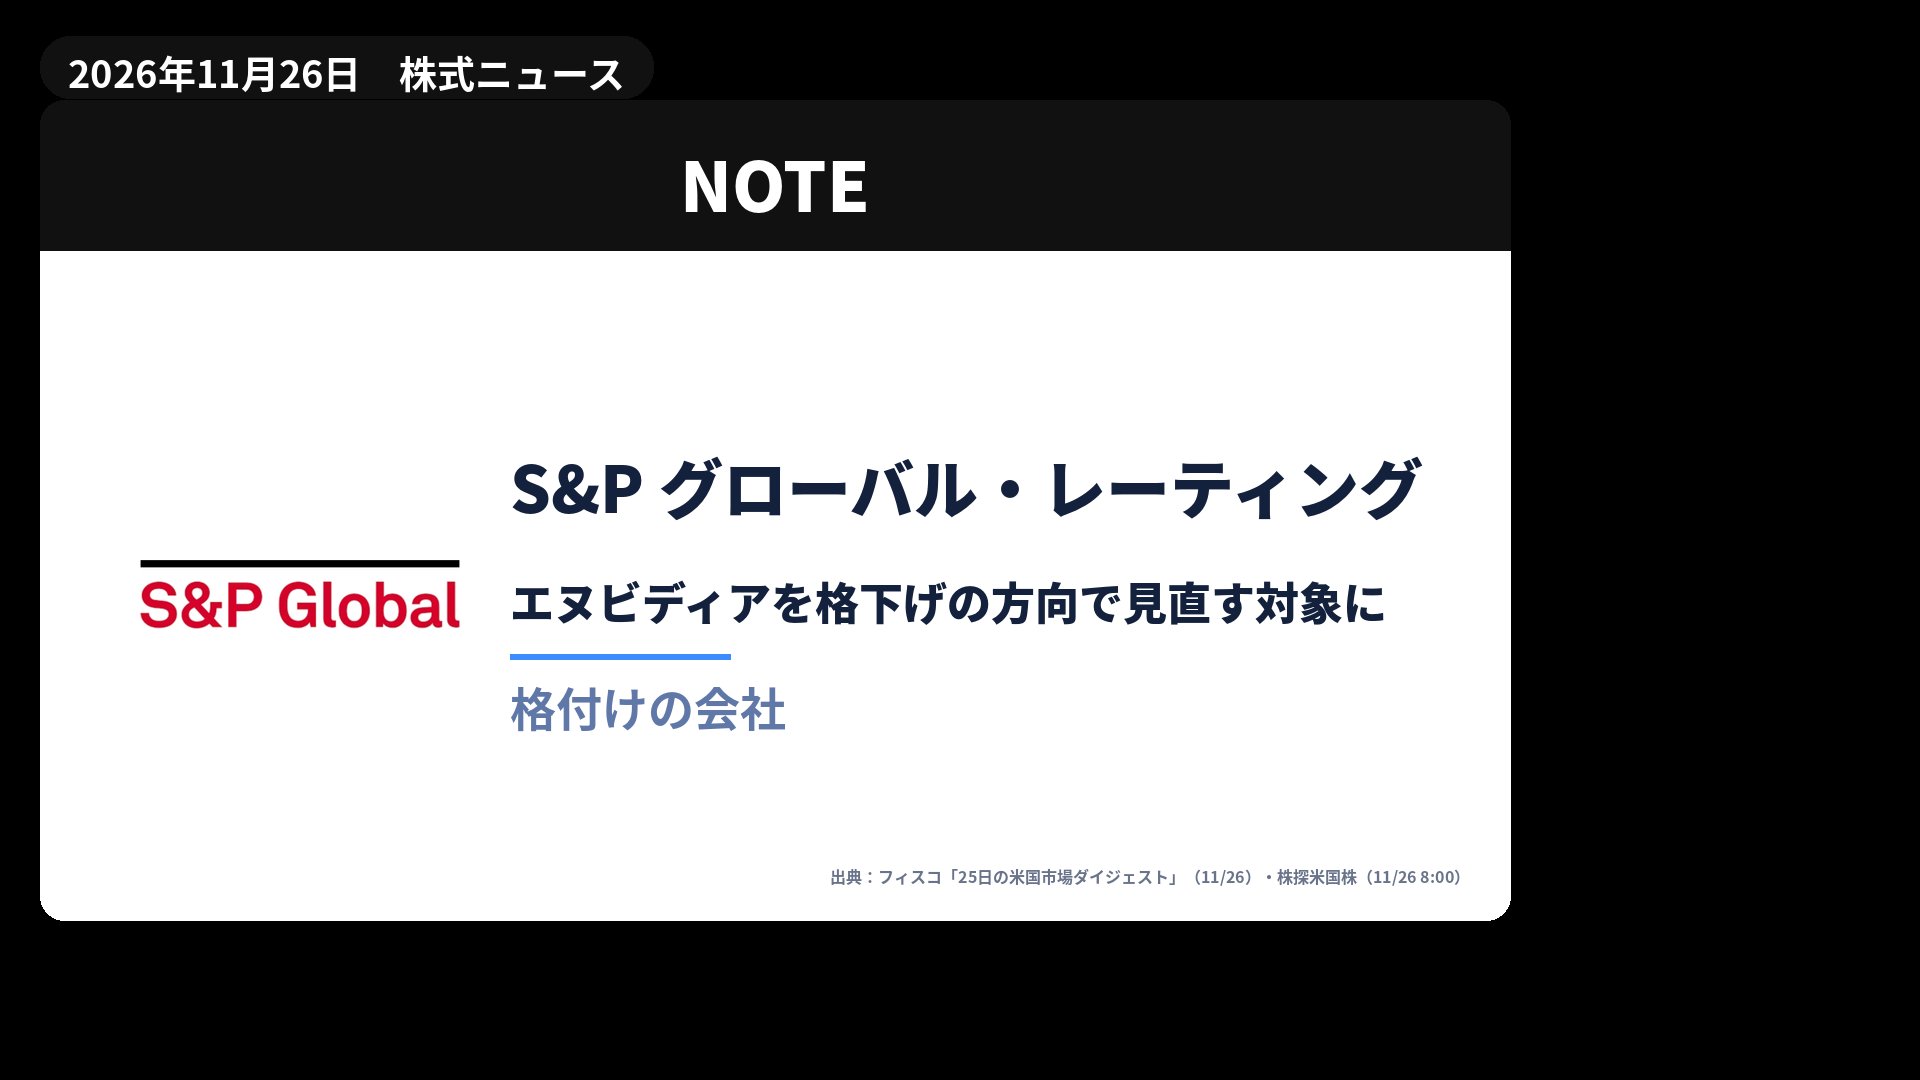 2026年11月26日　株式ニュース
NOTE
S&P グローバル・レーティング
S&P Global
エヌビディアを格下げの方向で見直す対象に
格付けの会社
出典：フィスコ「25日の米国市場ダイジェスト」（11/26）・株探米国株（11/26 8:00）